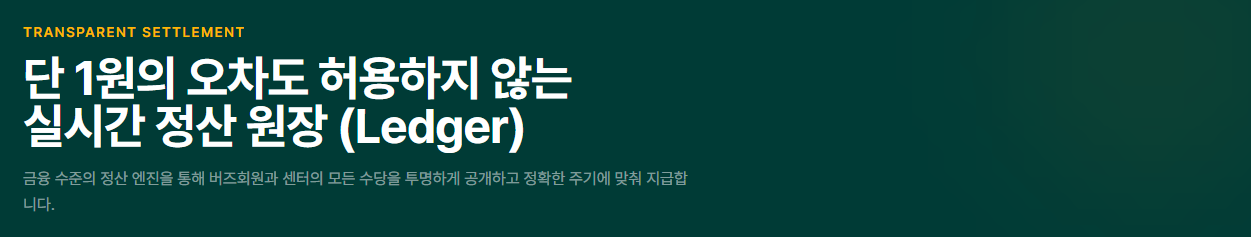 TRANSPARENT SETTLEMENT
단 1원의 오차도 허용하지 않는
실시간 정산 원장 (Ledger)
금융 수준의 정산 엔진을 통해 버즈회원과 센터의 모든 수당을 투명하게 공개하고 정확한 주기에 맞춰 지급합
니다.